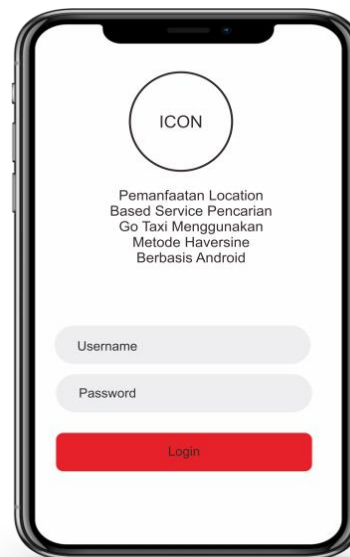 ICON
Pemanfaatan Location
Based Service Pencarian
Go Taxi Menggunakan
Metode Haversine
Berbasis Android
Username
Password
Login